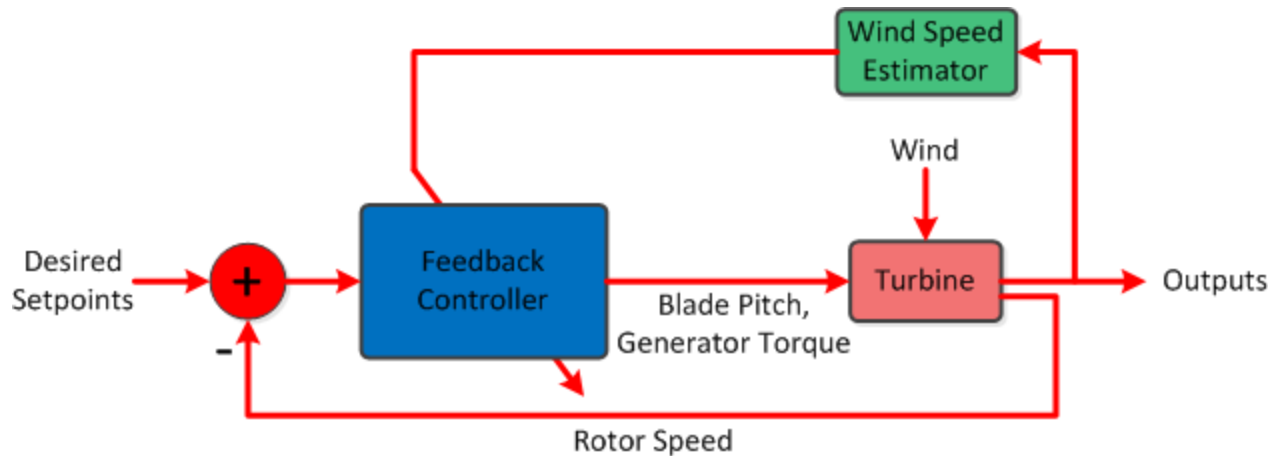 Wind Speed
Estimator
Wind
Desired
Setpoints
+
-
Feedback
Controller
Blade Pitch,
Generator Torque
Turbine
Outputs
Rotor Speed